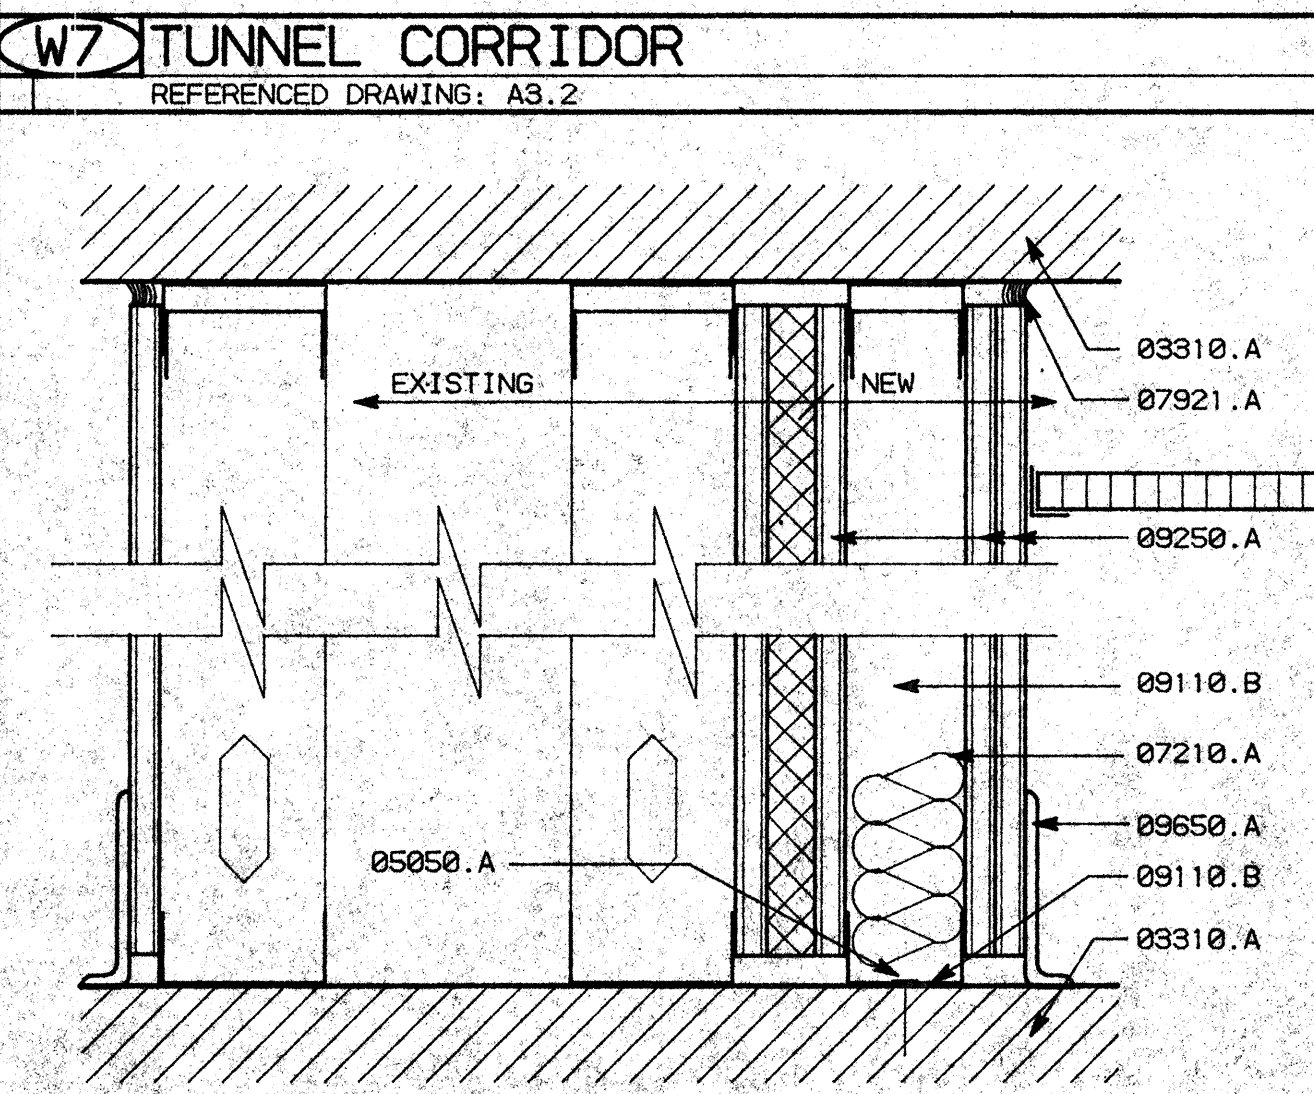 W7 TUNNEL CORRIDOR
REFERENCED DRAWING: A3.2
03310.A
EXISTING
NEW
07921.A
09250.A
09110.B
07210.A
09650.A
05050.A
09110.B
03310.A